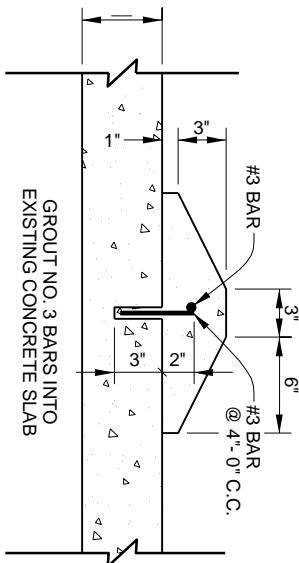 #3 BAR
#3 BAR
@ 4'- 0" C.C.
3"
6"
3"
1"
3"
2"
GROUT NO. 3 BARS INTO
EXISTING CONCRETE SLAB